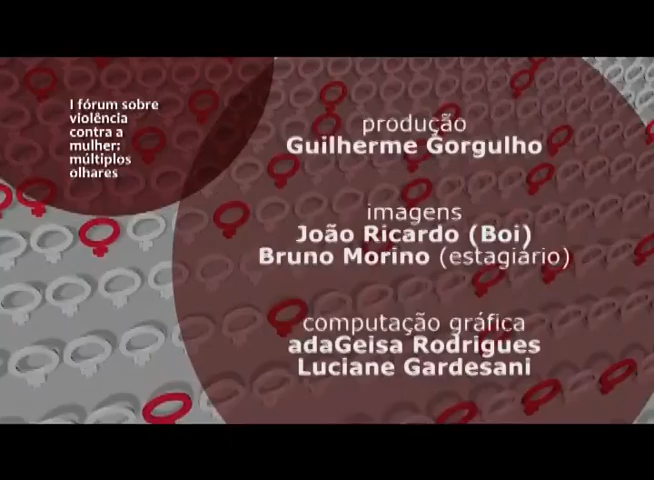 I fórum sobre
violência
contra a
mulher:
múltiplos
olhares
produção
Guilherme Gorgulho
imagens
João Ricardo (Boi)
Bruno Morino (estagiário)
computação gráfica
adaGeisa Rodrigues
Luciane Gardesani